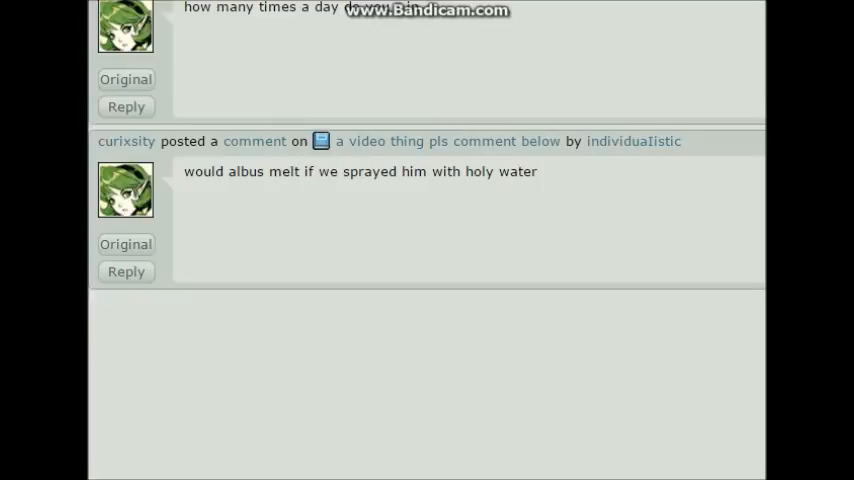 how many times a day do
www.Bandicam.com
Original
Reply
curixsity posted a comment on a video thing pls comment below by individuaIistic
would albus melt if we sprayed him with holy water
Original
Reply